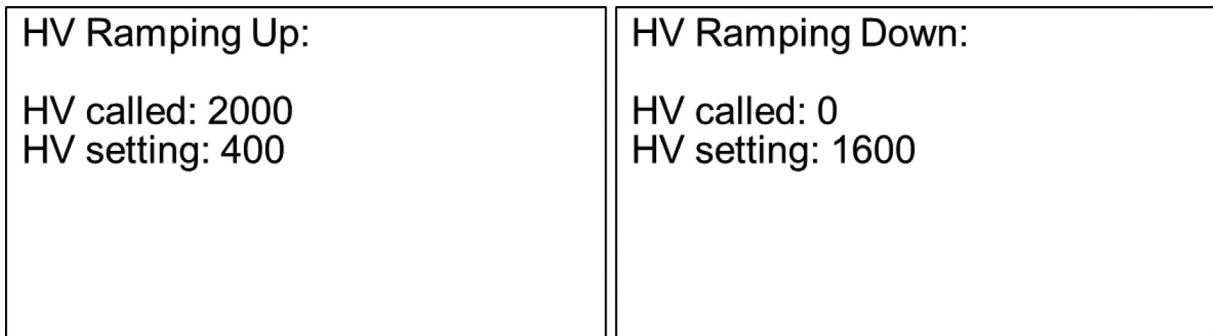 HV Ramping Up:
HV called: 2000
HV setting: 400
HV Ramping Down:
HV called: 0
HV setting: 1600